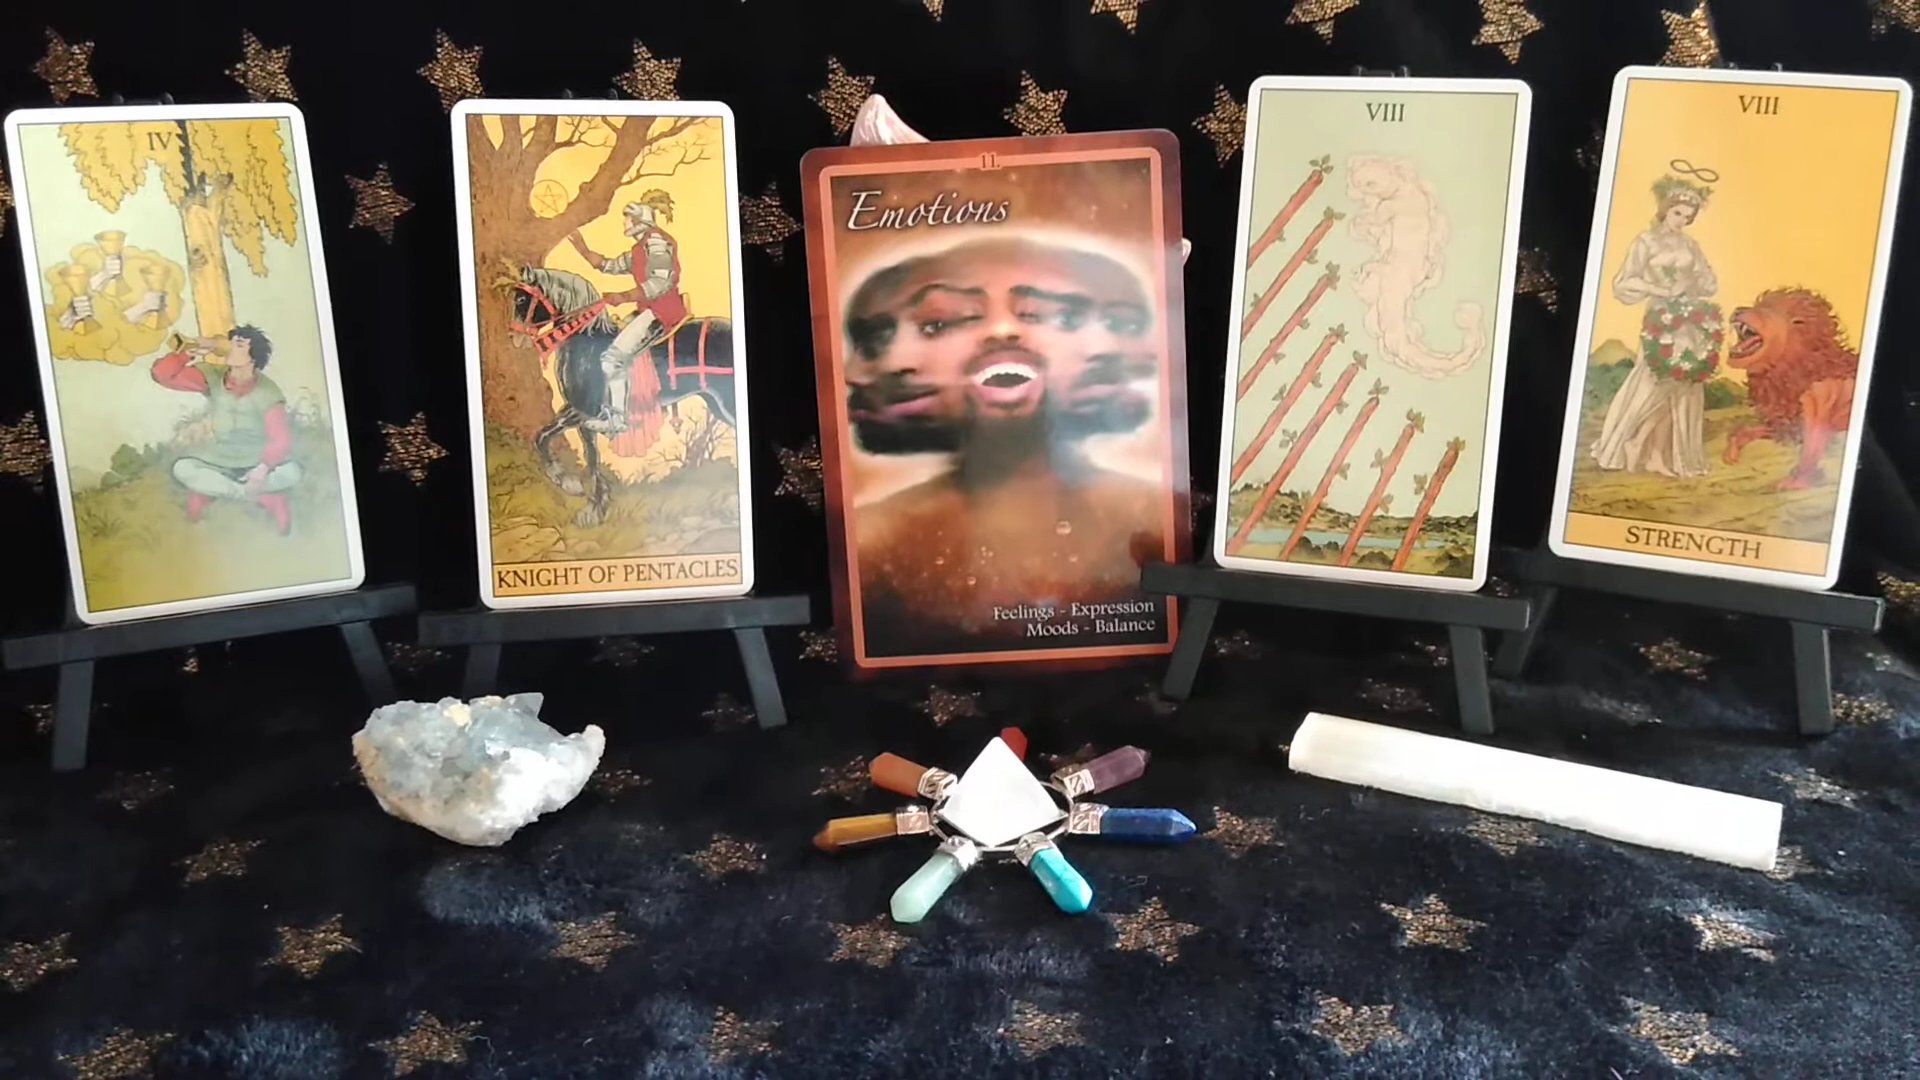 IV
KNIGHT OF PENTACLES
11.
Emotions
Feelings - Expression
Moods - Balance
VIII
VIII
STRENGTH